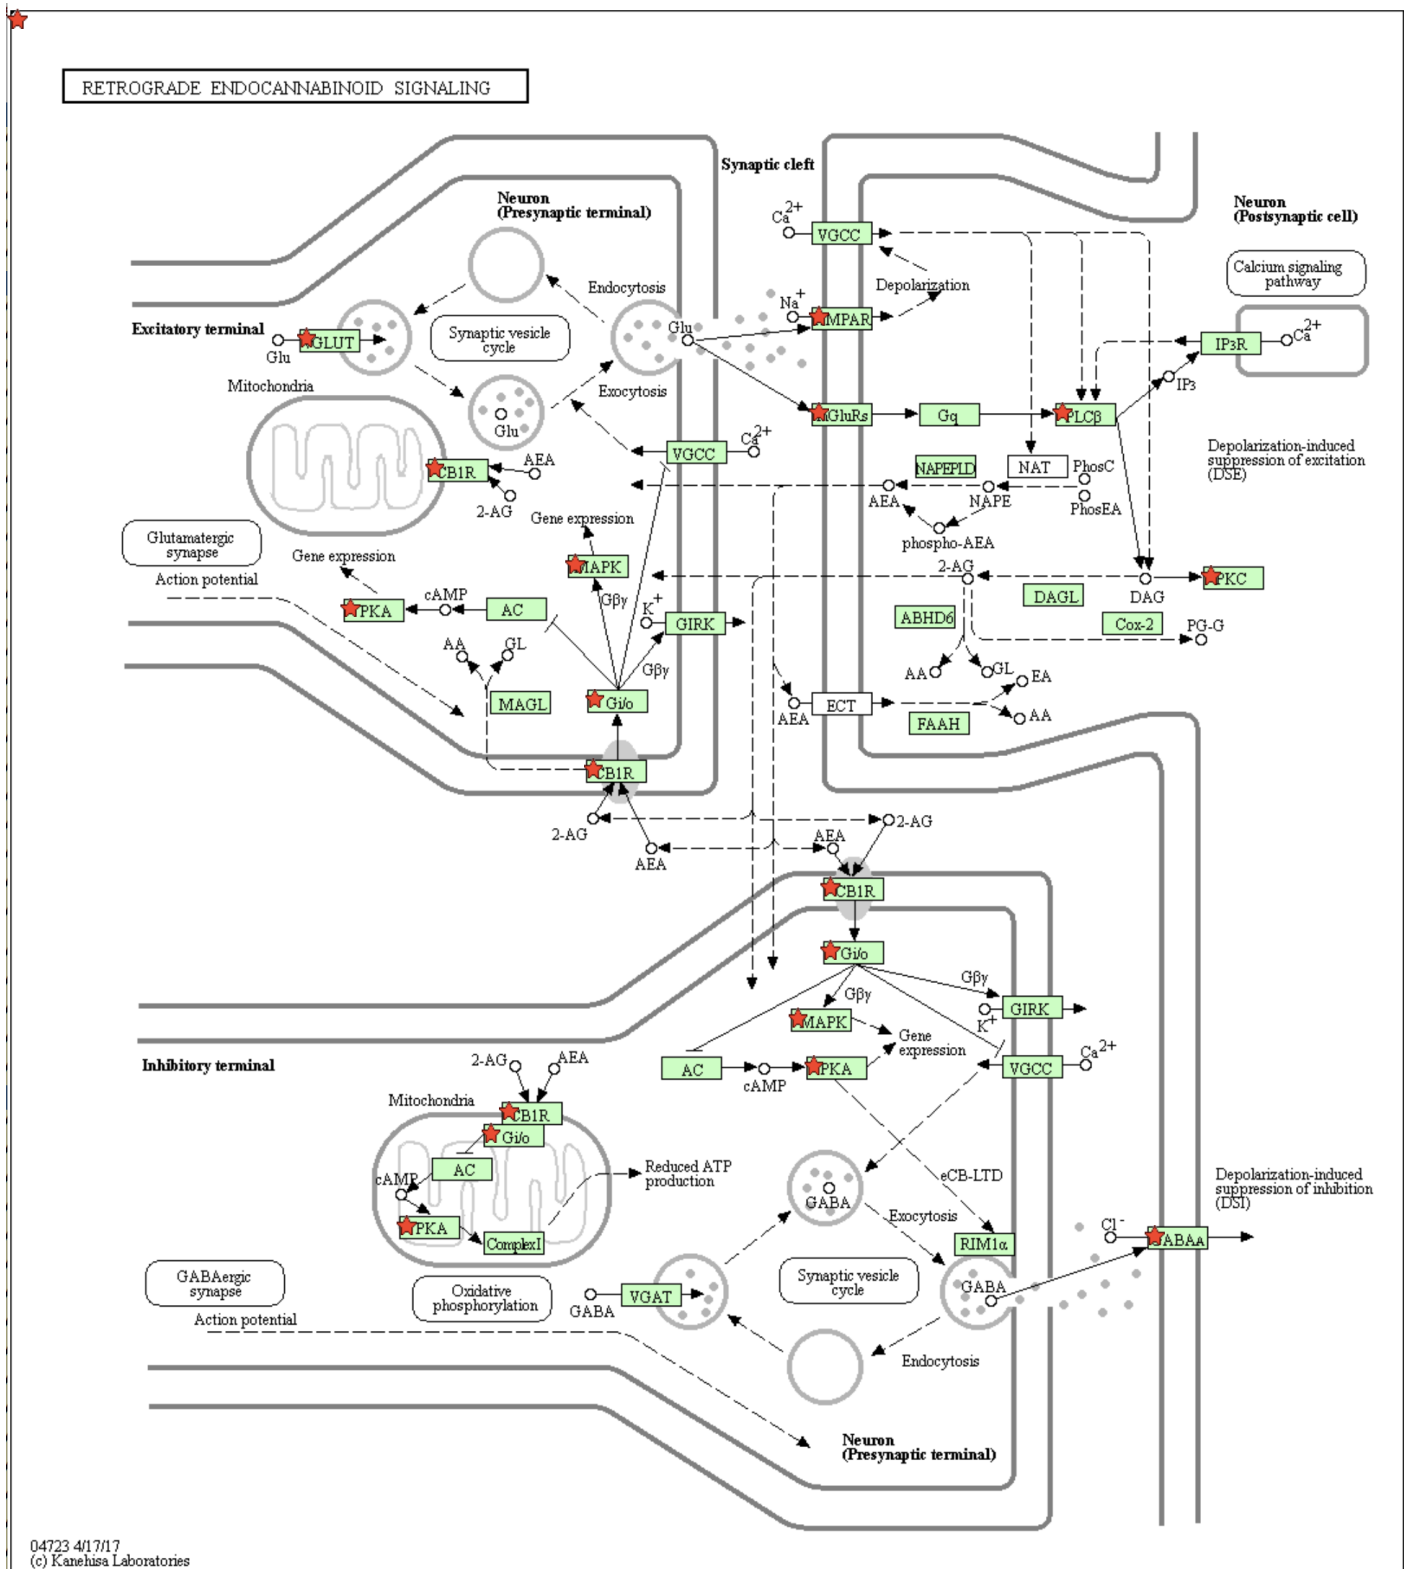 RETROGRADE ENDOCANNABINOID SIGNALING
Synaptic cleft
Neuron
(Presynaptic terminal)
Neuron
(Postsynaptic cell)
Ca2+
VGCC
Calcium signaling
pathway
Depolarization
Endocytosis
Excitatory terminal
Synaptic vesicle
cycle
Glu
GLUT
Glu
Na+
MPAR
IP3R
Ca2+
IP3
Mitochondria
Exocytosis
Glu
GluRs
Gq
PLCβ
VGCC
Ca2+
CB1R
AEA
2-AG
NAPEPLD
NAT
PhosC
PhosEA
AEA
NAPE
phospho-AEA
Depolarization-induced
suppression of excitation
(DSE)
Glutamatergic
synapse
Gene expression
Gene expression
MAPK
Action potential
cAMP
PKA
AC
Gβγ
K+
GIRK
Gβγ
2-AG
DAG
PKC
DAGL
Cox-2
ABHD6
PG-G
AA
GL
AA
GL
EA
AA
MAGL
Gi/o
AEA
ECT
FAAH
CB1R
2-AG
AEA
AEA
2-AG
CB1R
Gi/o
Gβγ
Gβγ
MAPK
GIRK
K+
Gene
expression
Ca2+
VGCC
AC
cAMP
PKA
Inhibitory terminal
2-AG
AEA
Mitochondria
CB1R
Gi/o
AC
cAMP
PKA
ComplexI
Reduced ATP
production
GABA
eCB-LTD
Exocytosis
RIM1α
Depolarization-induced
suppression of inhibition
(DSI)
Cl-
ABAA
GABAergic
synapse
Oxidative
phosphorylation
GABA
VGAT
Synaptic vesicle
cycle
GABA
Action potential
Endocytosis
Neuron
(Presynaptic terminal)
04723 4/17/17
(c) Kanehisa Laboratories